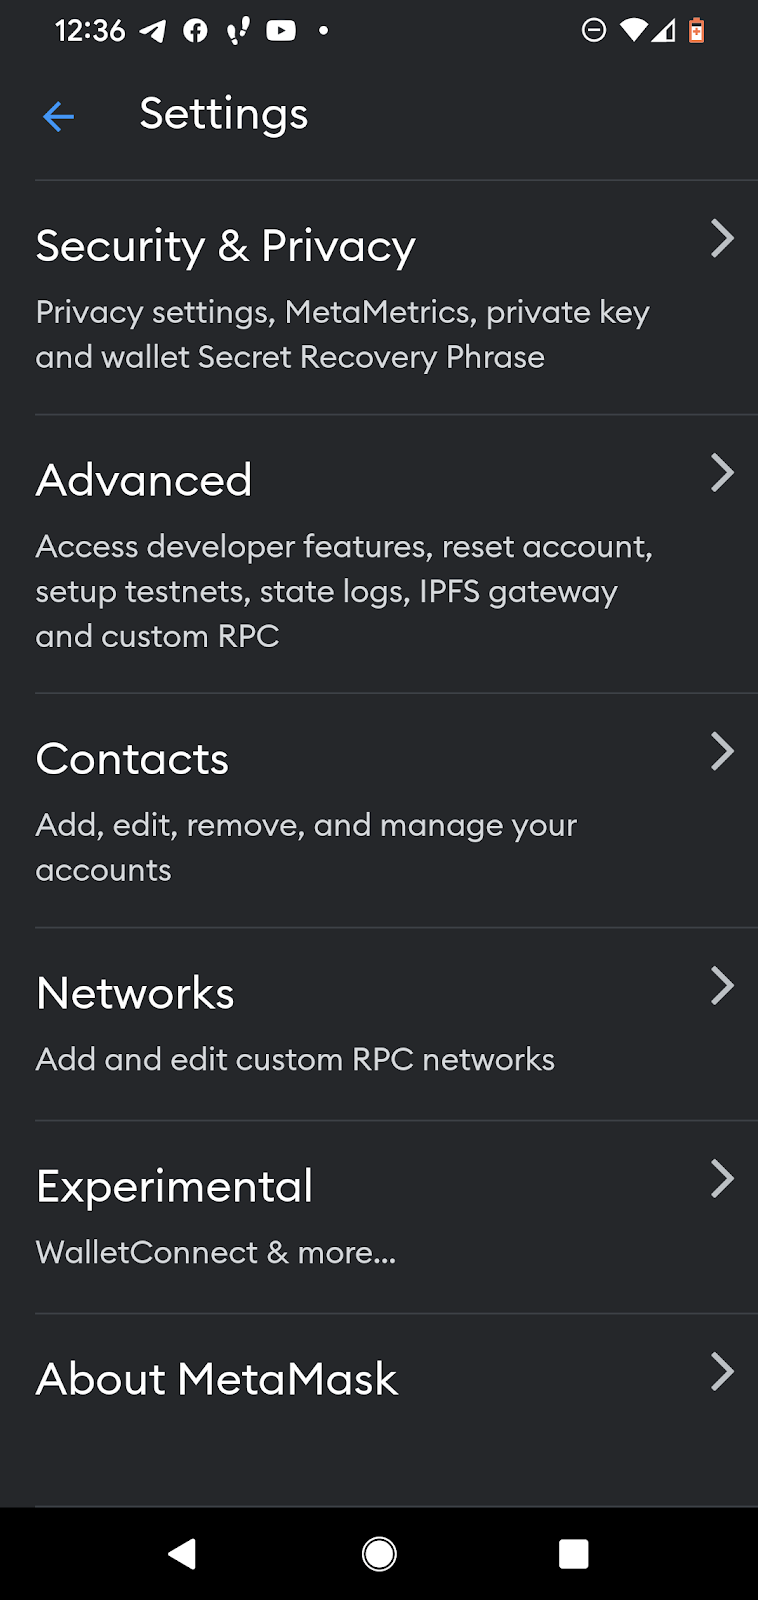 12:36
Settings
Security & Privacy
Privacy settings, MetaMetrics, private key
and wallet Secret Recovery Phrase
Advanced
Access developer features, reset account,
setup testnets, state logs, IPFS gateway
and custom RPC
Contacts
Add, edit, remove, and manage your
accounts
Networks
Add and edit custom RPC networks
Experimental
WalletConnect & more...
About MetaMask